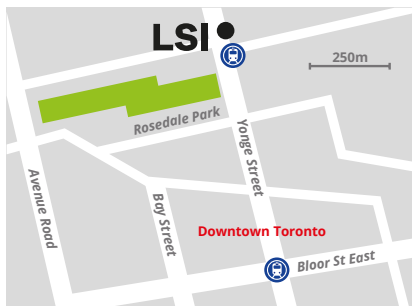 LSI
250m
Rosedale Park
Avenue Road
Bay Street
Yonge Street
Downtown Toronto
Bloor St East